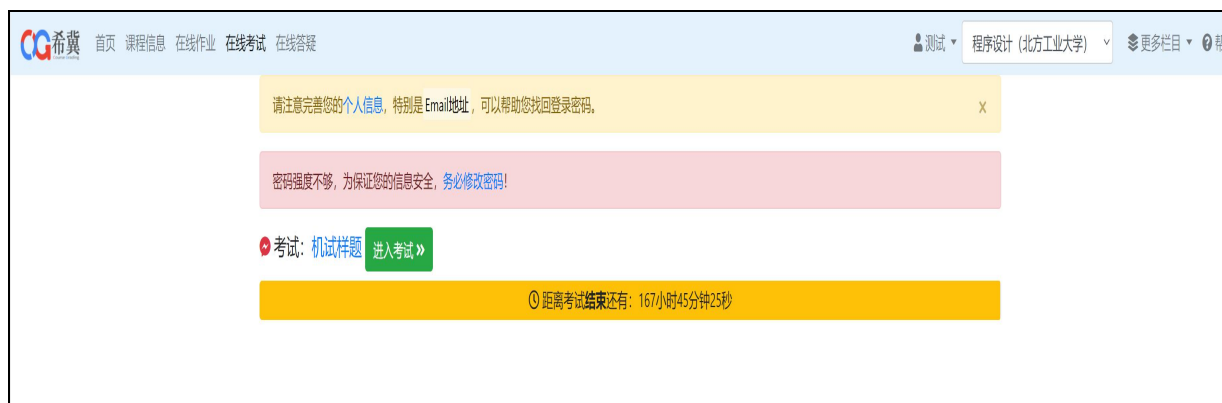 CG希冀 首页 课程信息 在线作业 在线考试 在线答疑 测试 程序设计（北方工业大学） 更多栏目 帮
请注意完善您的个人信息，特别是Email地址，可以帮助您找回登录密码。 x
密码强度不够，为保证您的信息安全，务必修改密码！
考试：机试样题 进入考试 »
距离考试结束还有：167小时45分钟25秒